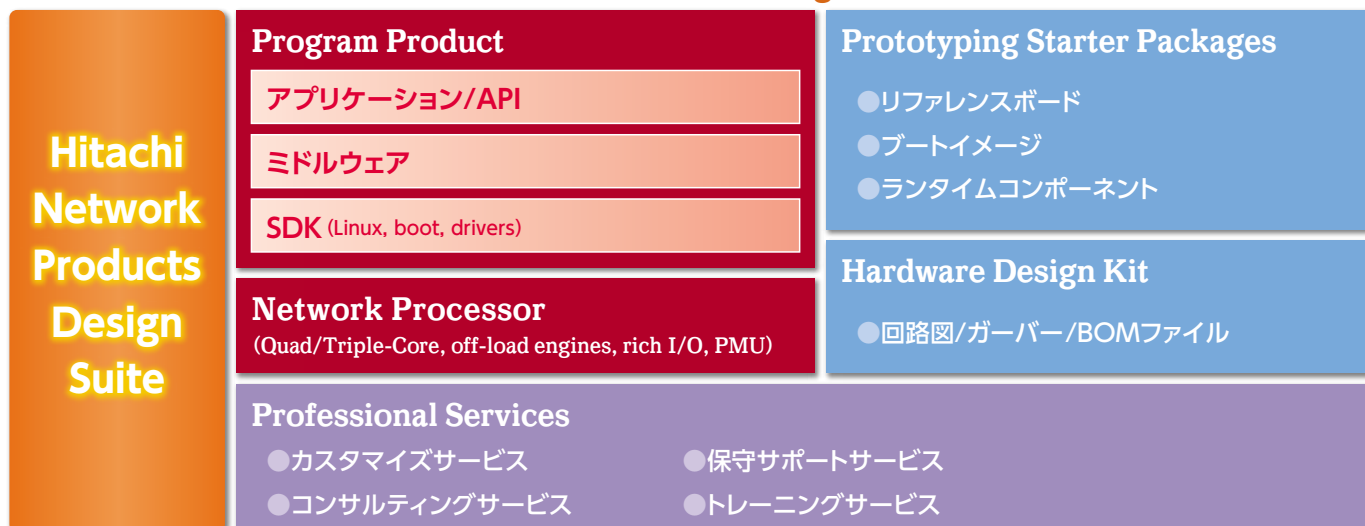 Hitachi
Network
Products
Design
Suite
Program Product
アプリケーション/API
ミドルウェア
SDK (Linux, boot, drivers)
Network Processor
(Quad/Triple-Core, off-load engines, rich I/O, PMU)
Prototyping Starter Packages
●リファレンスボード
●ブートイメージ
●ランタイムコンポーネント
Hardware Design Kit
●回路図/ガーバー/BOMファイル
Professional Services
●カスタマイズサービス
●コンサルティングサービス
●保守サポートサービス
●トレーニングサービス